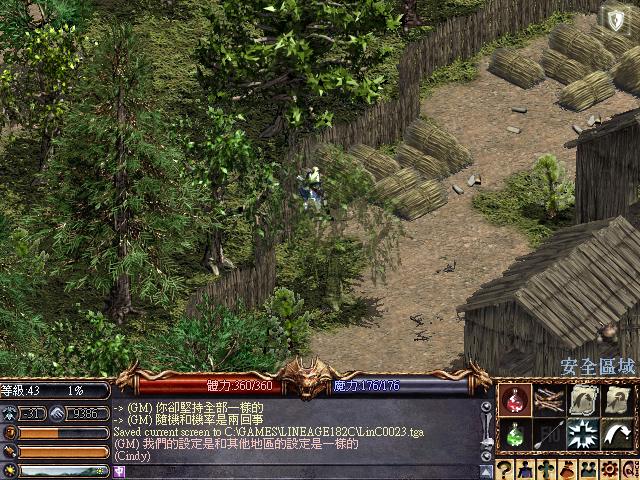 安全區域
等級:43 1%
體力:360/360
魔力:176/176
-31
9386
-> (GM) 你卻堅持全部一樣的
-> (GM) 隨機和機率是兩回事
Saved current screen to C:\GAMES\LINEAGE182C\LinC0023.tga
(GM) 我們的設定是和其他地區的設定是一樣的
(Cindy)